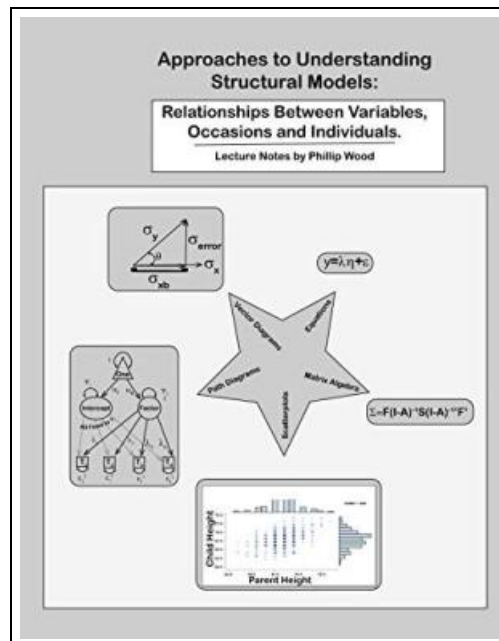 Approaches to Understanding
Structural Models:
Relationships Between Variables,
Occasions and Individuals.
Lecture Notes by Phillip Wood
σy
σerror
θ
σx
σxb
y=λη+ε
Vector Diagrams
Equations
Path Diagrams
Matrix Algebra
Scatterplots
One
Intercept
Factor
Σ=F(I-A)⁻¹S(I-A)⁻¹'F'
Child Height
Parent Height